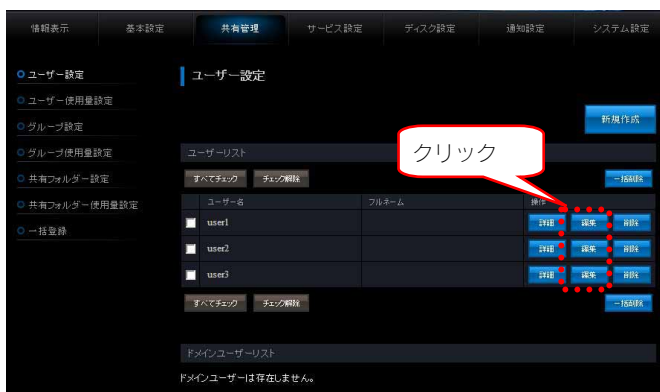 情報表示 基本設定 共有管理 サービス設定 ディスク設定 通知設定 システム設定
ユーザー設定
ユーザー使用量設定
グループ設定
グループ使用量設定
共有フォルダー設定
共有フォルダー使用量設定
一括登録
ユーザー設定
新規作成
クリック
ユーザーリスト
すべてチェック チェック解除 一括削除
ユーザー名 フルネーム 操作
user1 詳細 編集 削除
user2 詳細 編集 削除
user3 詳細 編集 削除
すべてチェック チェック解除 一括削除
ドメインユーザーリスト
ドメインユーザーは存在しません。